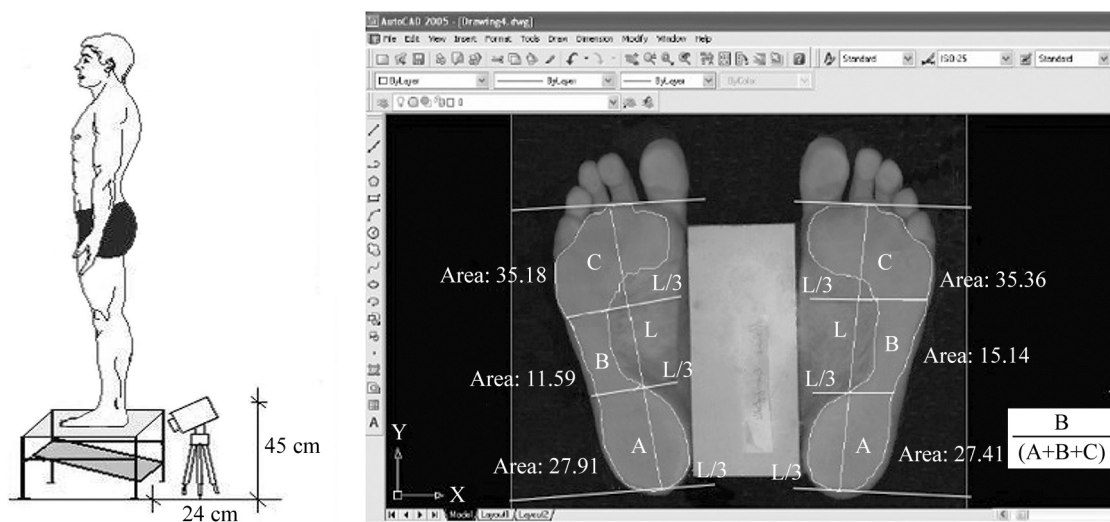 45 cm
24 cm
AutoCAD 2005 - [Drawing4.dwg]
File Edit View Insert Format Tools Draw Dimension Modify Window Help
Standard ISO-25 Standard
ByLayer ByLayer ByLayer ByColor
0
C C
Area: 35.18 L/3 L/3 Area: 35.36
L L
B B
Area: 11.59 L/3 L/3 Area: 15.14
A A
Area: 27.91 L/3 L/3 Area: 27.41
B
(A+B+C)
Y
X
A
Model Layout1 Layout2